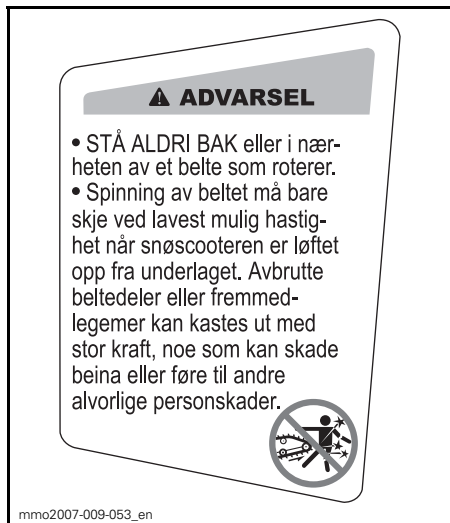 ⚠ ADVARSEL
• STÅ ALDRI BAK eller i nær-
heten av et belte som roterer.
• Spinning av beltet må bare
skje ved lavest mulig hastig-
het når snøscooteren er løftet
opp fra underlaget. Avbrutte
beltedeler eller fremmed-
legemer kan kastes ut med
stor kraft, noe som kan skade
beina eller føre til andre
alvorlige personskader.
mmo2007-009-053_en